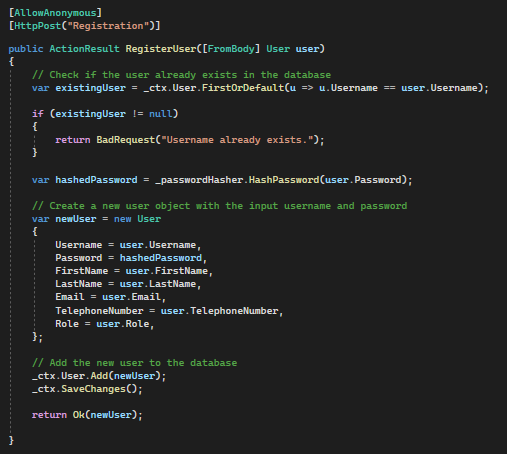 [AllowAnonymous]
[HttpPost("Registration")]
public ActionResult RegisterUser([FromBody] User user)
{
// Check if the user already exists in the database
var existingUser = _ctx.User.FirstOrDefault(u => u.Username == user.Username);
if (existingUser != null)
{
return BadRequest("Username already exists.");
}
var hashedPassword = _passwordHasher.HashPassword(user.Password);
// Create a new user object with the input username and password
var newUser = new User
{
Username = user.Username,
Password = hashedPassword,
FirstName = user.FirstName,
LastName = user.LastName,
Email = user.Email,
TelephoneNumber = user.TelephoneNumber,
Role = user.Role,
};
// Add the new user to the database
_ctx.User.Add(newUser);
_ctx.SaveChanges();
return Ok(newUser);
}